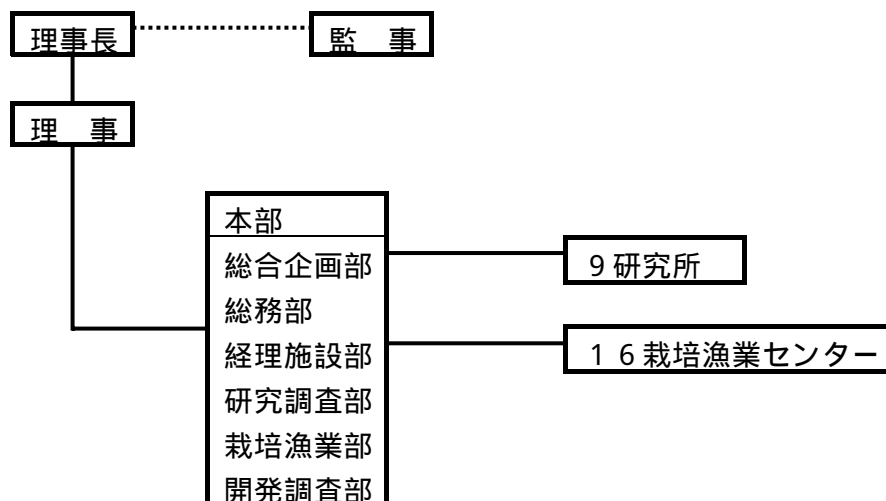 理事長
監　事
理　事
本部
総合企画部
9研究所
総務部
経理施設部
１６栽培漁業センター
研究調査部
栽培漁業部
開発調査部